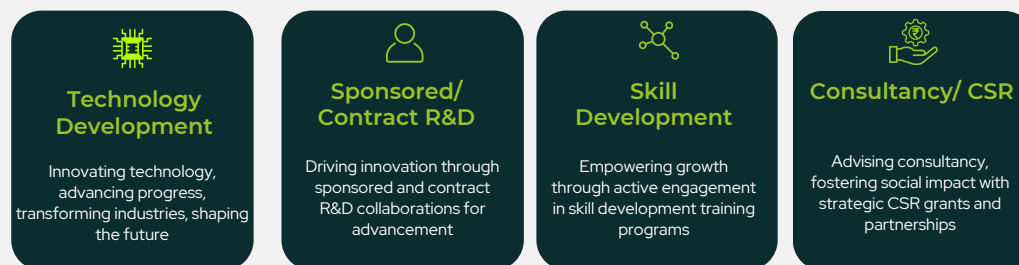 Technology
Development
Innovating technology,
advancing progress,
transforming industries, shaping
the future
Sponsored/
Contract R&D
Driving innovation through
sponsored and contract
R&D collaborations for
advancement
Skill
Development
Empowering growth
through active engagement
in skill development training
programs
₹
Consultancy/ CSR
Advising consultancy,
fostering social impact with
strategic CSR grants and
partnerships